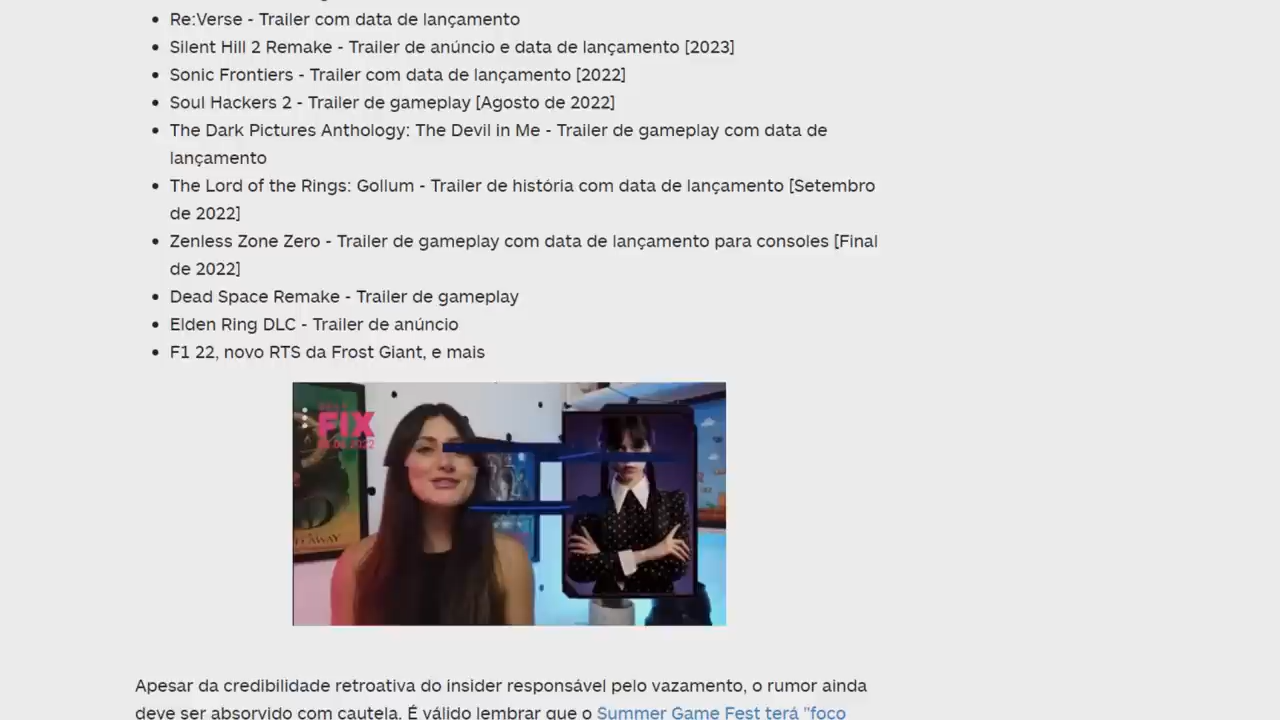 Re:Verse - Trailer com data de lançamento
Silent Hill 2 Remake - Trailer de anúncio e data de lançamento [2023]
Sonic Frontiers - Trailer com data de lançamento [2022]
Soul Hackers 2 - Trailer de gameplay [Agosto de 2022]
The Dark Pictures Anthology: The Devil in Me - Trailer de gameplay com data de
lançamento
The Lord of the Rings: Gollum - Trailer de história com data de lançamento [Setembro
de 2022]
Zenless Zone Zero - Trailer de gameplay com data de lançamento para consoles [Final
de 2022]
Dead Space Remake - Trailer de gameplay
Elden Ring DLC - Trailer de anúncio
F1 22, novo RTS da Frost Giant, e mais
FIX
Apesar da credibilidade retroativa do insider responsável pelo vazamento, o rumor ainda
deve ser absorvido com cautela. É válido lembrar que o Summer Game Fest terá "foco